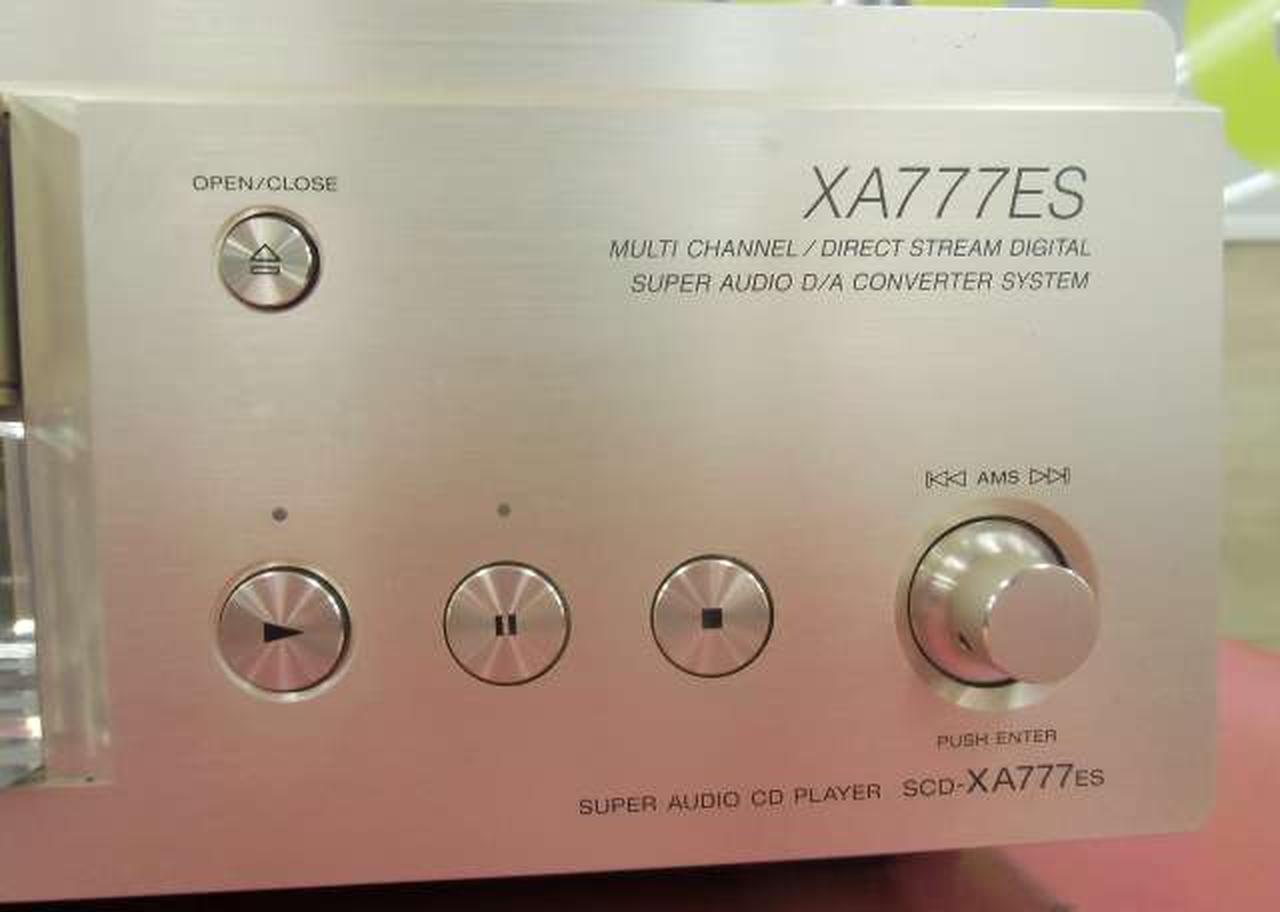 OPEN/CLOSE
XA777ES
MULTI CHANNEL / DIRECT STREAM DIGITAL
SUPER AUDIO D/A CONVERTER SYSTEM
AMS
PUSH ENTER
SUPER AUDIO CD PLAYER SCD-XA777ES